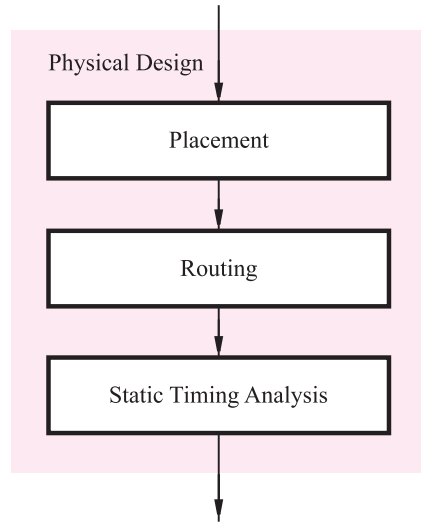 Physical Design
Placement
Routing
Static Timing Analysis